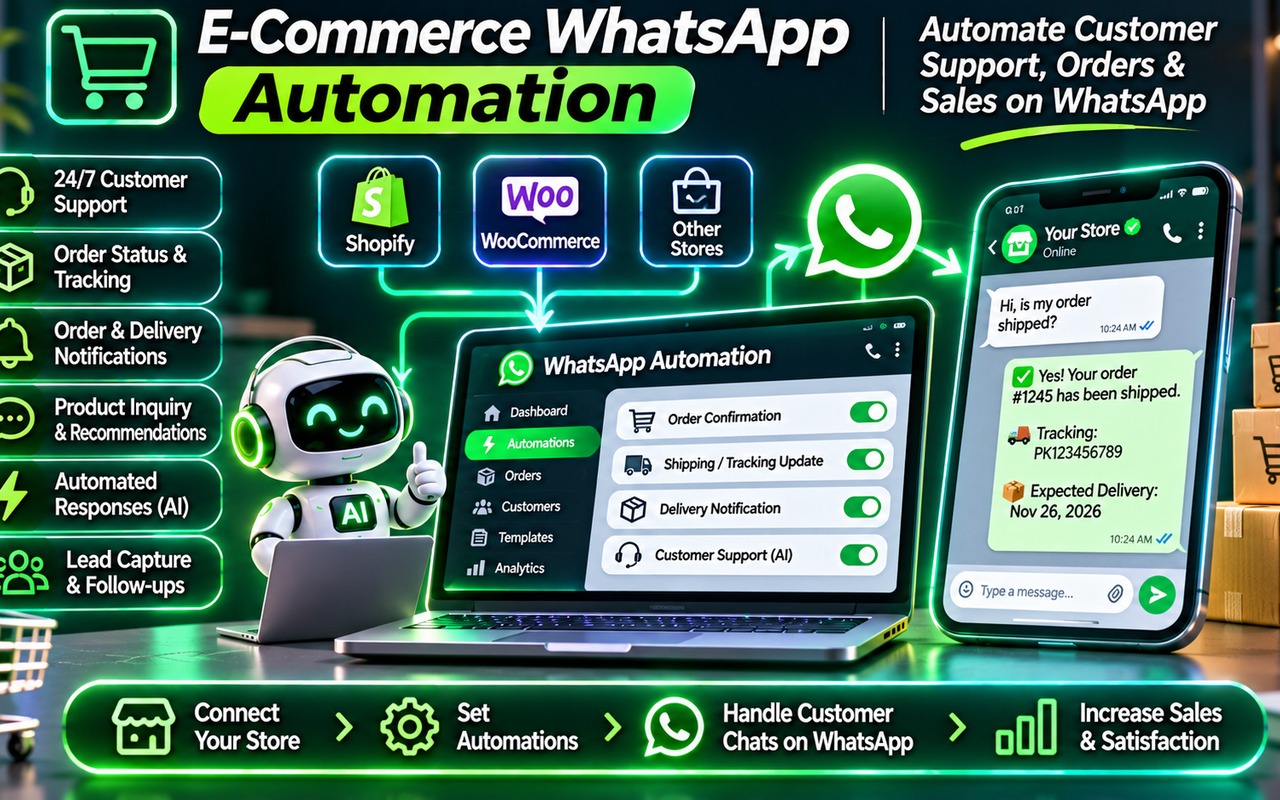 E-Commerce WhatsApp
Automation
Automate Customer
Support, Orders &
Sales on WhatsApp
24/7 Customer
Support
Order Status &
Tracking
Order & Delivery
Notifications
Product Inquiry
& Recommendations
Automated
Responses (AI)
Lead Capture
& Follow-ups
S
Shopify
Woo
WooCommerce
Other
Stores
AI
WhatsApp Automation
Dashboard
Automations
Orders
Customers
Templates
Analytics
Order Confirmation
Shipping / Tracking Update
Delivery Notification
Customer Support (AI)
Your Store
Online
Hi, is my order
shipped?
10:24 AM
Yes! Your order
#1245 has been shipped.
Tracking:
PK123456789
Expected Delivery:
Nov 26, 2026
10:24 AM
Type a message...
Connect
Your Store
Set
Automations
Handle Customer
Chats on WhatsApp
Increase Sales
& Satisfaction